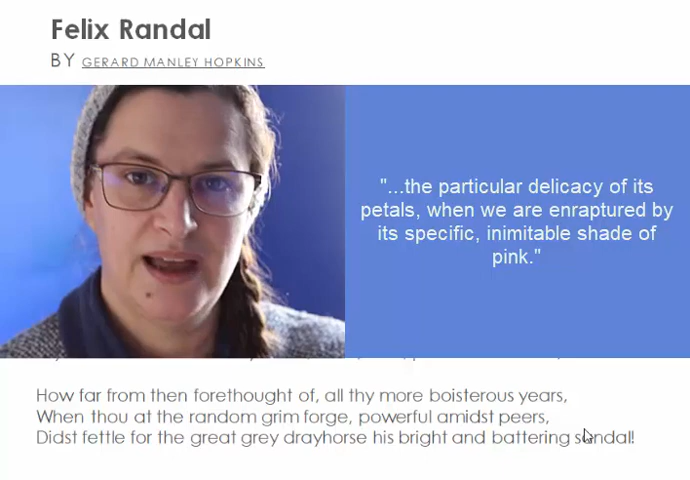 Felix Randal
BY GERARD MANLEY HOPKINS
"...the particular delicacy of its
petals, when we are enraptured by
its specific, inimitable shade of
pink."
How far from then forethought of, all thy more boisterous years,
When thou at the random grim forge, powerful amidst peers,
Didst fettle for the great grey drayhorse his bright and battering sandal!